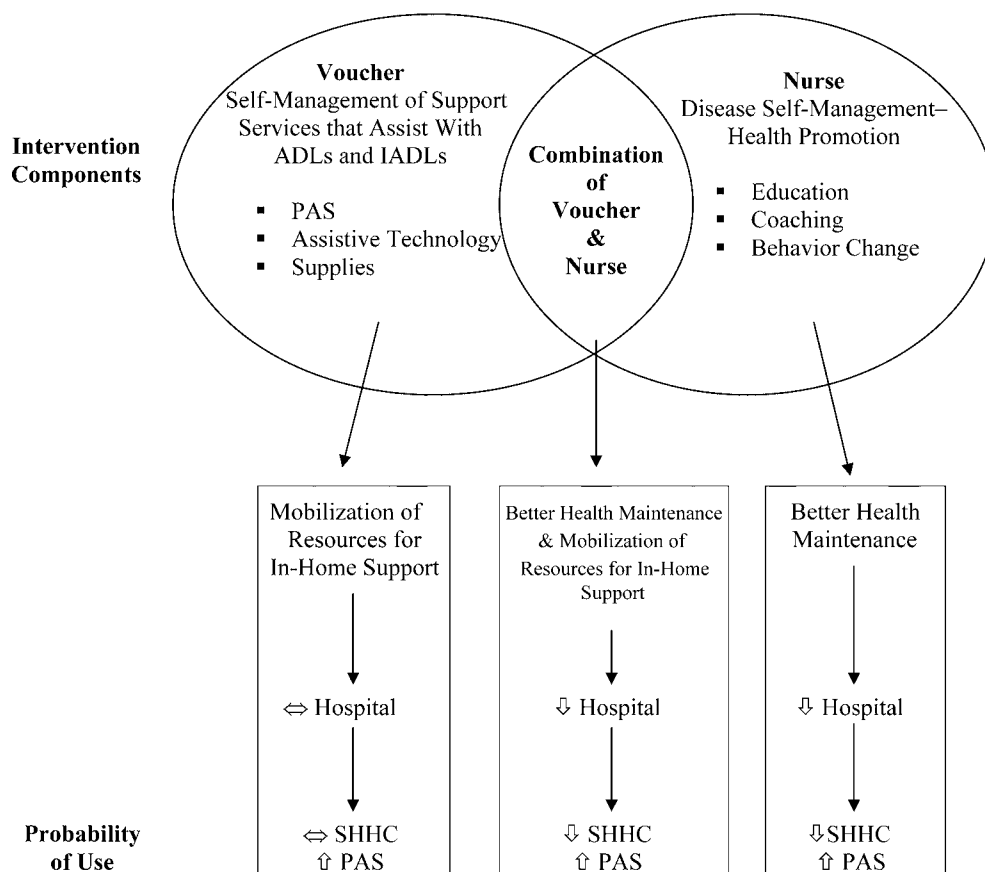 Intervention
Components
Voucher
Self-Management of Support
Services that Assist With
ADLs and IADLs
▪ PAS
▪ Assistive Technology
▪ Supplies
Combination
of
Voucher
&
Nurse
Nurse
Disease Self-Management–
Health Promotion
▪ Education
▪ Coaching
▪ Behavior Change
Mobilization of
Resources for
In-Home Support
⇔ Hospital
⇔ SHHC
⇧ PAS
Better Health Maintenance
& Mobilization of
Resources for In-Home
Support
⇩ Hospital
⇩ SHHC
⇧ PAS
Better Health
Maintenance
⇩ Hospital
⇩SHHC
⇧ PAS
Probability
of Use